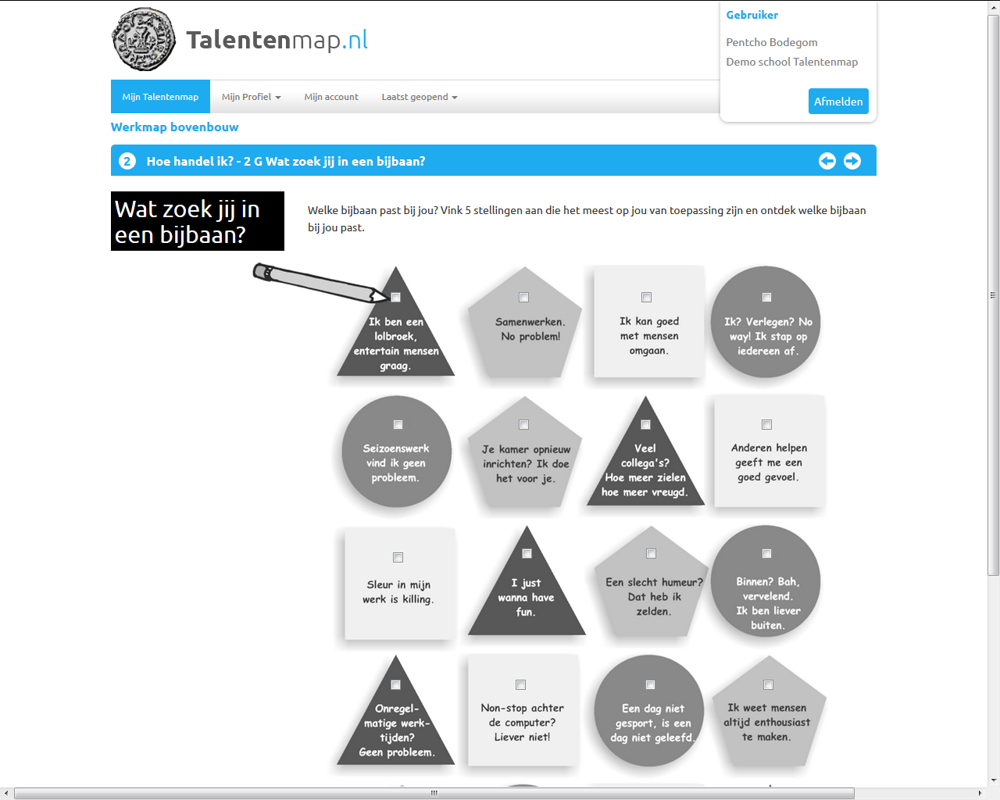 Talentenmap.nl
Gebruiker
Pentcho Bodegom
Demo school Talentenmap
Afmelden
Mijn Talentenmap
Mijn Profiel
Mijn account
Laatst geopend
Werkmap bovenbouw
2 Hoe handel ik? - 2 G Wat zoek jij in een bijbaan?
Wat zoek jij in
een bijbaan?
Welke bijbaan past bij jou? Vink 5 stellingen aan die het meest op jou van toepassing zijn en ontdek welke bijbaan
bij jou past.
Ik ben een
lolbroek,
entertain mensen
graag.
Samenwerken.
No problem!
Ik kan goed
met mensen
omgaan.
Ik? Verlegen? No
way! Ik stap op
iedereen af.
Seizoenswerk
vind ik geen
probleem.
Je kamer opnieuw
inrichten? Ik doe
het voor je.
Veel
collega's?
Hoe meer zielen
hoe meer vreugd.
Anderen helpen
geeft me een
goed gevoel.
Sleur in mijn
werk is killing.
I just
wanna have
fun.
Een slecht humeur?
Dat heb ik
zelden.
Binnen? Bah,
vervelend.
Ik ben liever
buiten.
Onregel-
matige werk-
tijden?
Geen probleem.
Non-stop achter
de computer?
Liever niet!
Een dag niet
gesport, is een
dag niet geleefd.
Ik weet mensen
altijd enthousiast
te maken.